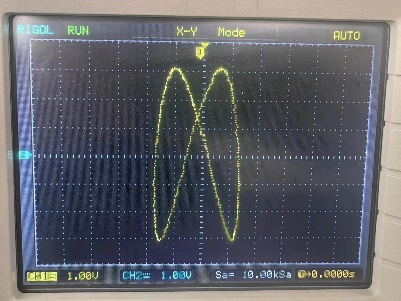 RIGOL RUN X-Y Mode AUTO
CH1 1.00V CH2 1.00V Sa= 10.00kSa T→0.0000s